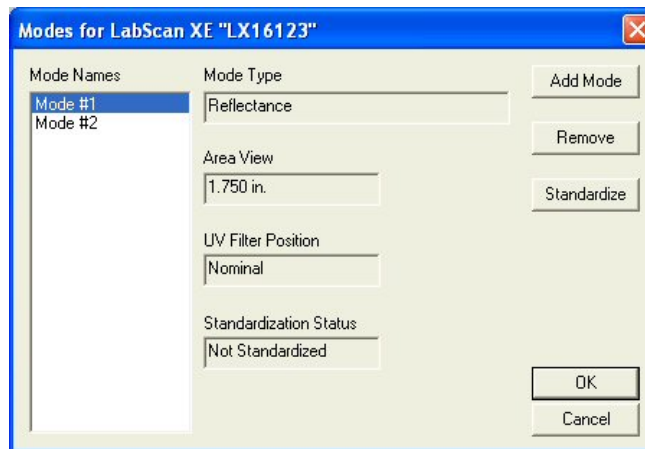 Modes for LabScan XE "LX16123"
Mode Names
Mode #1
Mode #2
Mode Type
Reflectance
Area View
1.750 in.
UV Filter Position
Nominal
Standardization Status
Not Standardized
Add Mode
Remove
Standardize
OK
Cancel